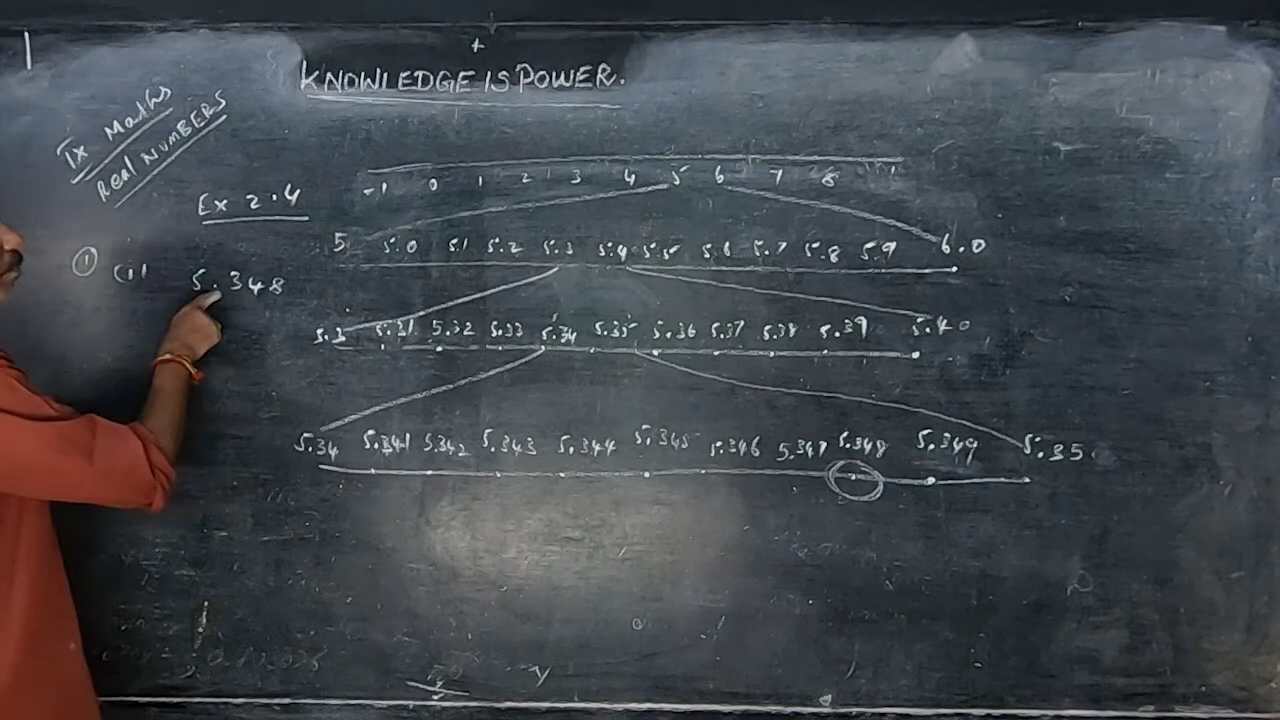 KNOWLEDGE IS POWER.
IX Maths
Real NUMBERS
Ex 2.4
① (i) 5.348
-1 0 1 2 3 4 5 6 7 8
5 5.0 5.1 5.2 5.3 5.4 5.5 5.6 5.7 5.8 5.9 6.0
5.3 5.31 5.32 5.33 5.34 5.35 5.36 5.37 5.38 5.39 5.40
5.34 5.341 5.342 5.343 5.344 5.345 5.346 5.347 5.348 5.349 5.35